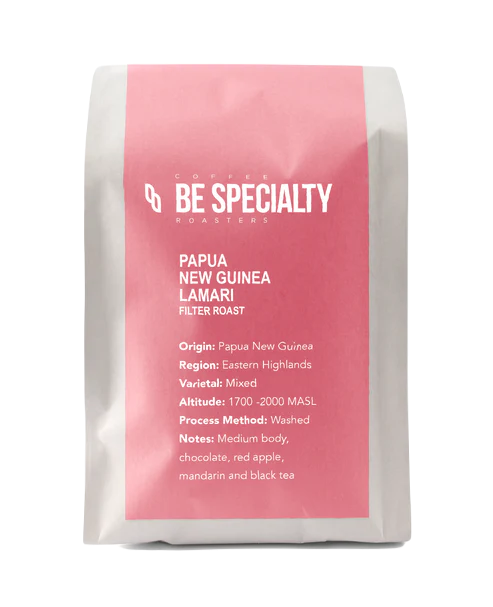 COFFEE
BE SPECIALTY
ROASTERS
PAPUA
NEW GUINEA
LAMARI
FILTER ROAST
Origin: Papua New Guinea
Region: Eastern Highlands
Varietal: Mixed
Altitude: 1700 -2000 MASL
Process Method: Washed
Notes: Medium body,
chocolate, red apple,
mandarin and black tea